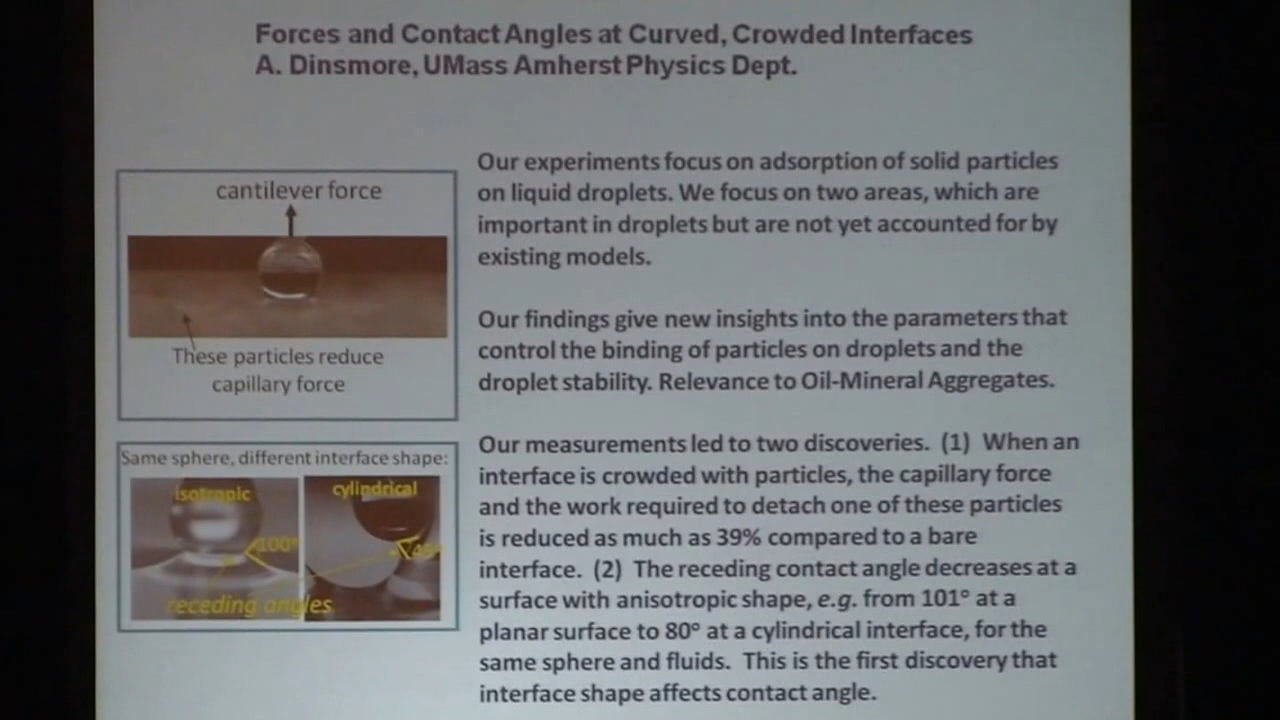 Forces and Contact Angles at Curved, Crowded Interfaces
A. Dinsmore, UMass Amherst Physics Dept.
cantilever force
These particles reduce
capillary force
Same sphere, different interface shape:
isotropic
cylindrical
100°
receding angles
Our experiments focus on adsorption of solid particles
on liquid droplets. We focus on two areas, which are
important in droplets but are not yet accounted for by
existing models.
Our findings give new insights into the parameters that
control the binding of particles on droplets and the
droplet stability. Relevance to Oil-Mineral Aggregates.
Our measurements led to two discoveries. (1) When an
interface is crowded with particles, the capillary force
and the work required to detach one of these particles
is reduced as much as 39% compared to a bare
interface. (2) The receding contact angle decreases at a
surface with anisotropic shape, e.g. from 101° at a
planar surface to 80° at a cylindrical interface, for the
same sphere and fluids. This is the first discovery that
interface shape affects contact angle.